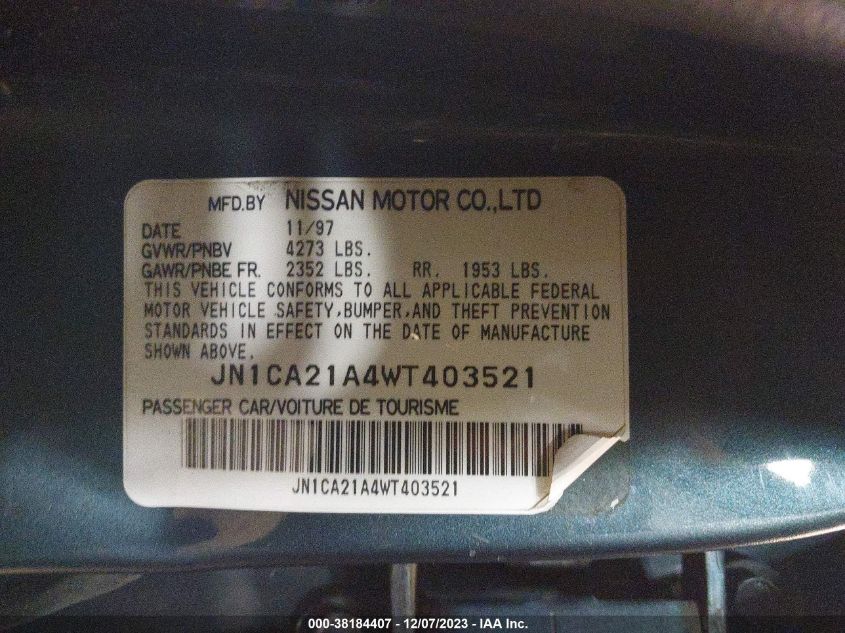 MFD.BY NISSAN MOTOR CO.,LTD
DATE 11/97
GVWR/PNBV 4273 LBS.
GAWR/PNBE FR. 2352 LBS. RR. 1953 LBS.
THIS VEHICLE CONFORMS TO ALL APPLICABLE FEDERAL
MOTOR VEHICLE SAFETY,BUMPER,AND THEFT PREVENTION
STANDARDS IN EFFECT ON THE DATE OF MANUFACTURE
SHOWN ABOVE.
JN1CA21A4WT403521
PASSENGER CAR/VOITURE DE TOURISME
JN1CA21A4WT403521
000-38184407 - 12/07/2023 - IAA Inc.